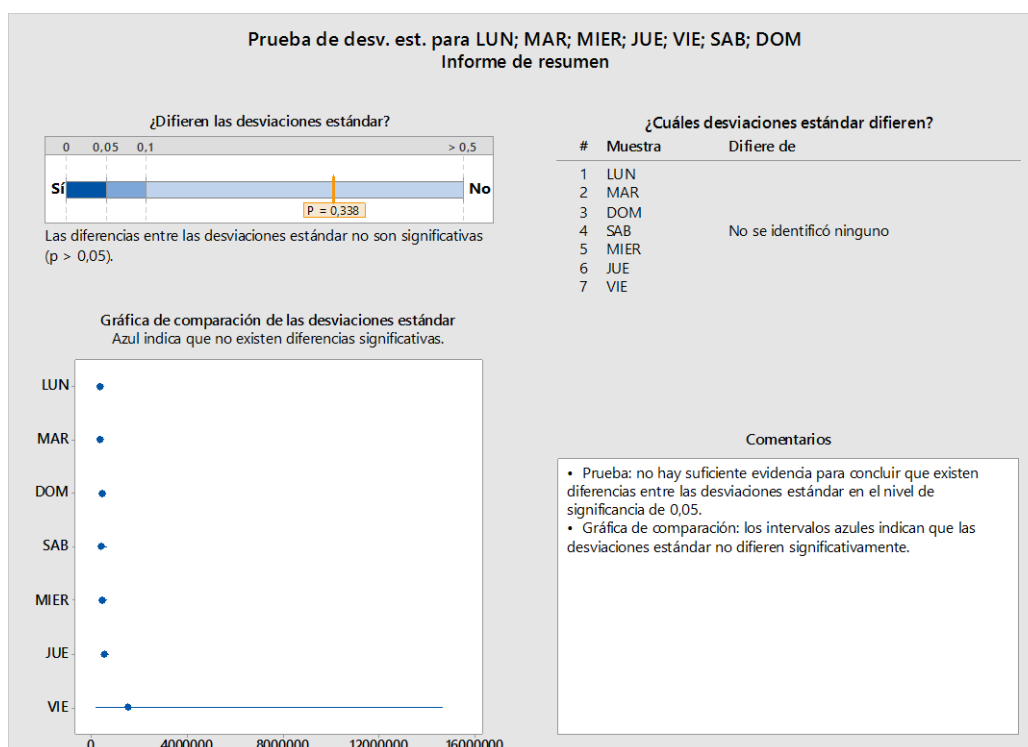 Prueba de desv. est. para LUN; MAR; MIER; JUE; VIE; SAB; DOM
Informe de resumen
¿Difieren las desviaciones estándar?
0 0,05 0,1 > 0,5
Sí No
P = 0,338
Las diferencias entre las desviaciones estándar no son significativas
(p > 0,05).
¿Cuáles desviaciones estándar difieren?
# Muestra Difiere de
1 LUN
2 MAR
3 DOM
4 SAB No se identificó ninguno
5 MIER
6 JUE
7 VIE
Gráfica de comparación de las desviaciones estándar
Azul indica que no existen diferencias significativas.
LUN
MAR
DOM
SAB
MIER
JUE
VIE
0 4000000 8000000 12000000 16000000
Comentarios
• Prueba: no hay suficiente evidencia para concluir que existen
diferencias entre las desviaciones estándar en el nivel de
significancia de 0,05.
• Gráfica de comparación: los intervalos azules indican que las
desviaciones estándar no difieren significativamente.